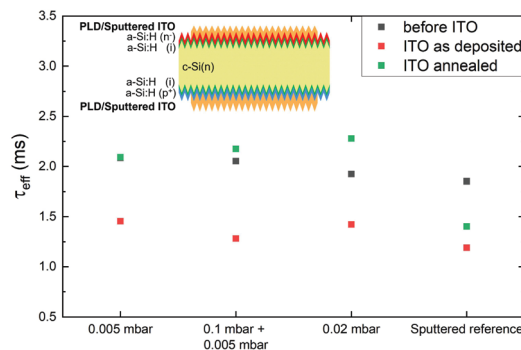 PLD/Sputtered ITO
a-Si:H (n⁻)
a-Si:H (i)
c-Si(n)
a-Si:H (i)
a-Si:H (p⁺)
PLD/Sputtered ITO
before ITO
ITO as deposited
ITO annealed
τeff (ms)
3.5
3.0
2.5
2.0
1.5
1.0
0.5
0.005 mbar
0.1 mbar +
0.005 mbar
0.02 mbar
Sputtered reference